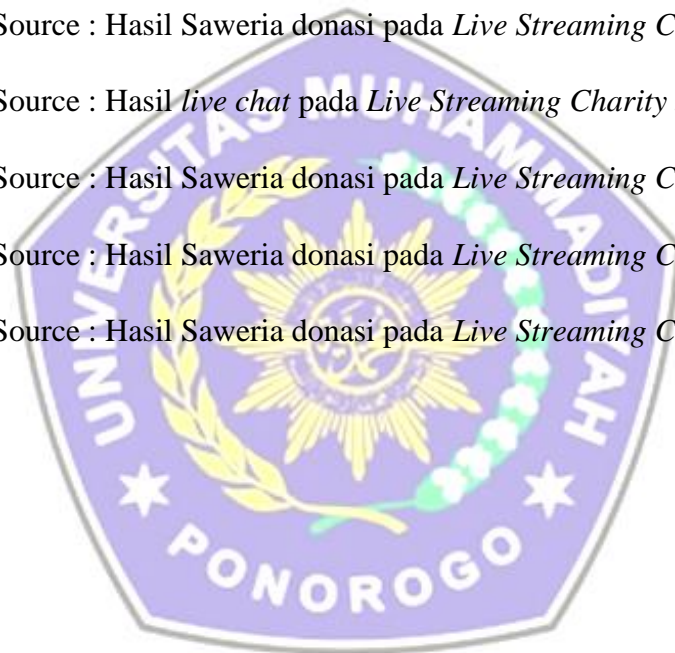 Source : Hasil Saweria donasi pada Live Streaming C
Source : Hasil live chat pada Live Streaming Charity
Source : Hasil Saweria donasi pada Live Streaming C
Source : Hasil Saweria donasi pada Live Streaming C
Source : Hasil Saweria donasi pada Live Streaming C
UNIVERSITAS MUHAMMADIYAH
PONOROGO